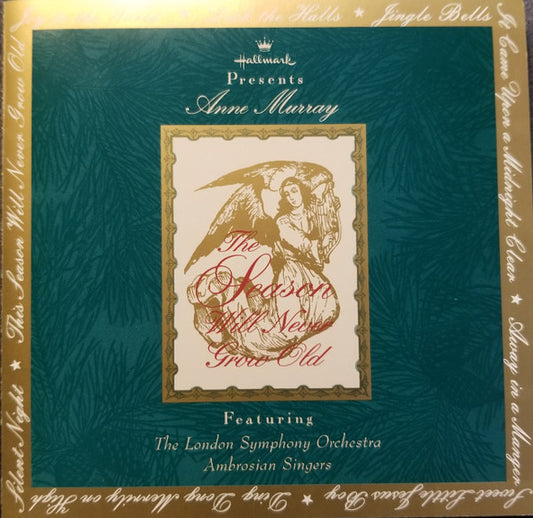 Hallmark
Presents
Anne Murray
The
Season
Will Never
Grow Old
Featuring
The London Symphony Orchestra
Ambrosian Singers
the Halls ★ Jingle Bells
It Came Upon a Midnight Clear ★ Away in a Manger
Sweet Little Jesus Boy ★ Ding Dong Merrily on High
Silent Night ★ This Season Will Never Grow Old